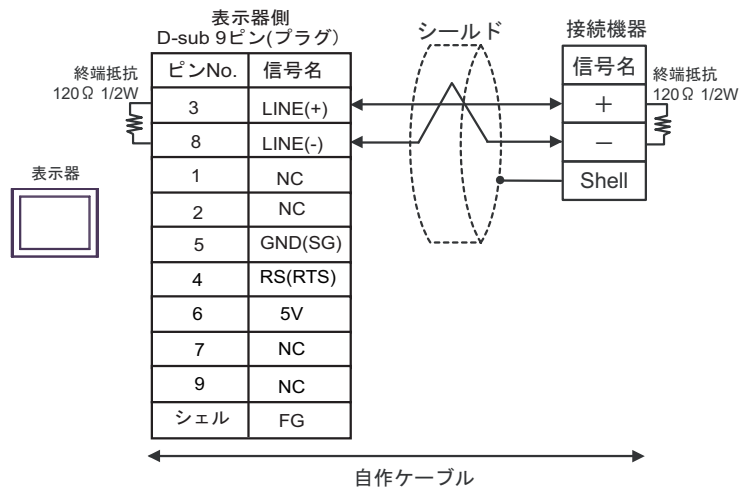 表示器側
D-sub 9ピン(プラグ)
シールド
接続機器
終端抵抗
120Ω 1/2W
ピンNo. 信号名
信号名
終端抵抗
120Ω 1/2W
3 LINE(+)
+
8 LINE(-)
−
表示器
1 NC
Shell
2 NC
5 GND(SG)
4 RS(RTS)
6 5V
7 NC
9 NC
シェル FG
自作ケーブル